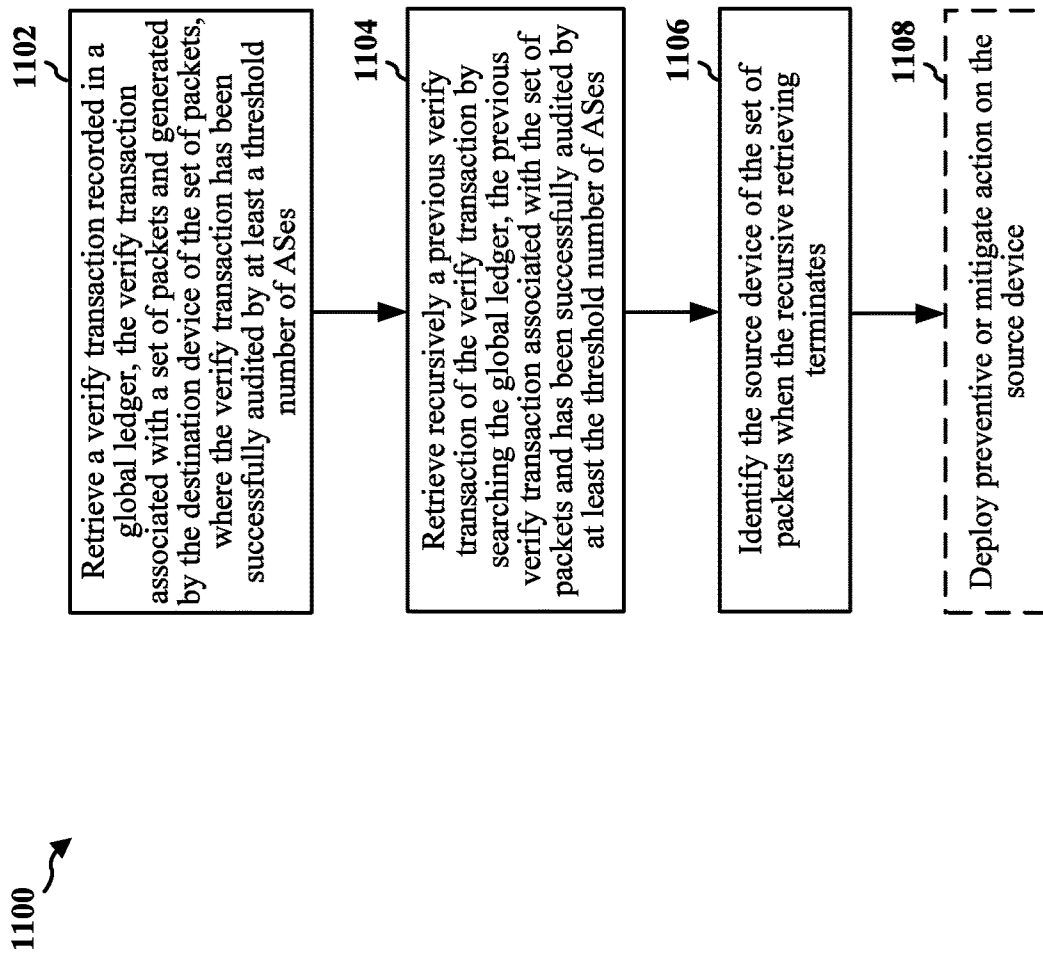 1100
1102
Retrieve a verify transaction recorded in a
global ledger, the verify transaction
associated with a set of packets and generated
by the destination device of the set of packets,
where the verify transaction has been
successfully audited by at least a threshold
number of ASes
1104
Retrieve recursively a previous verify
transaction of the verify transaction by
searching the global ledger, the previous
verify transaction associated with the set of
packets and has been successfully audited by
at least the threshold number of ASes
1106
Identify the source device of the set of
packets when the recursive retrieving
terminates
1108
Deploy preventive or mitigate action on the
source device